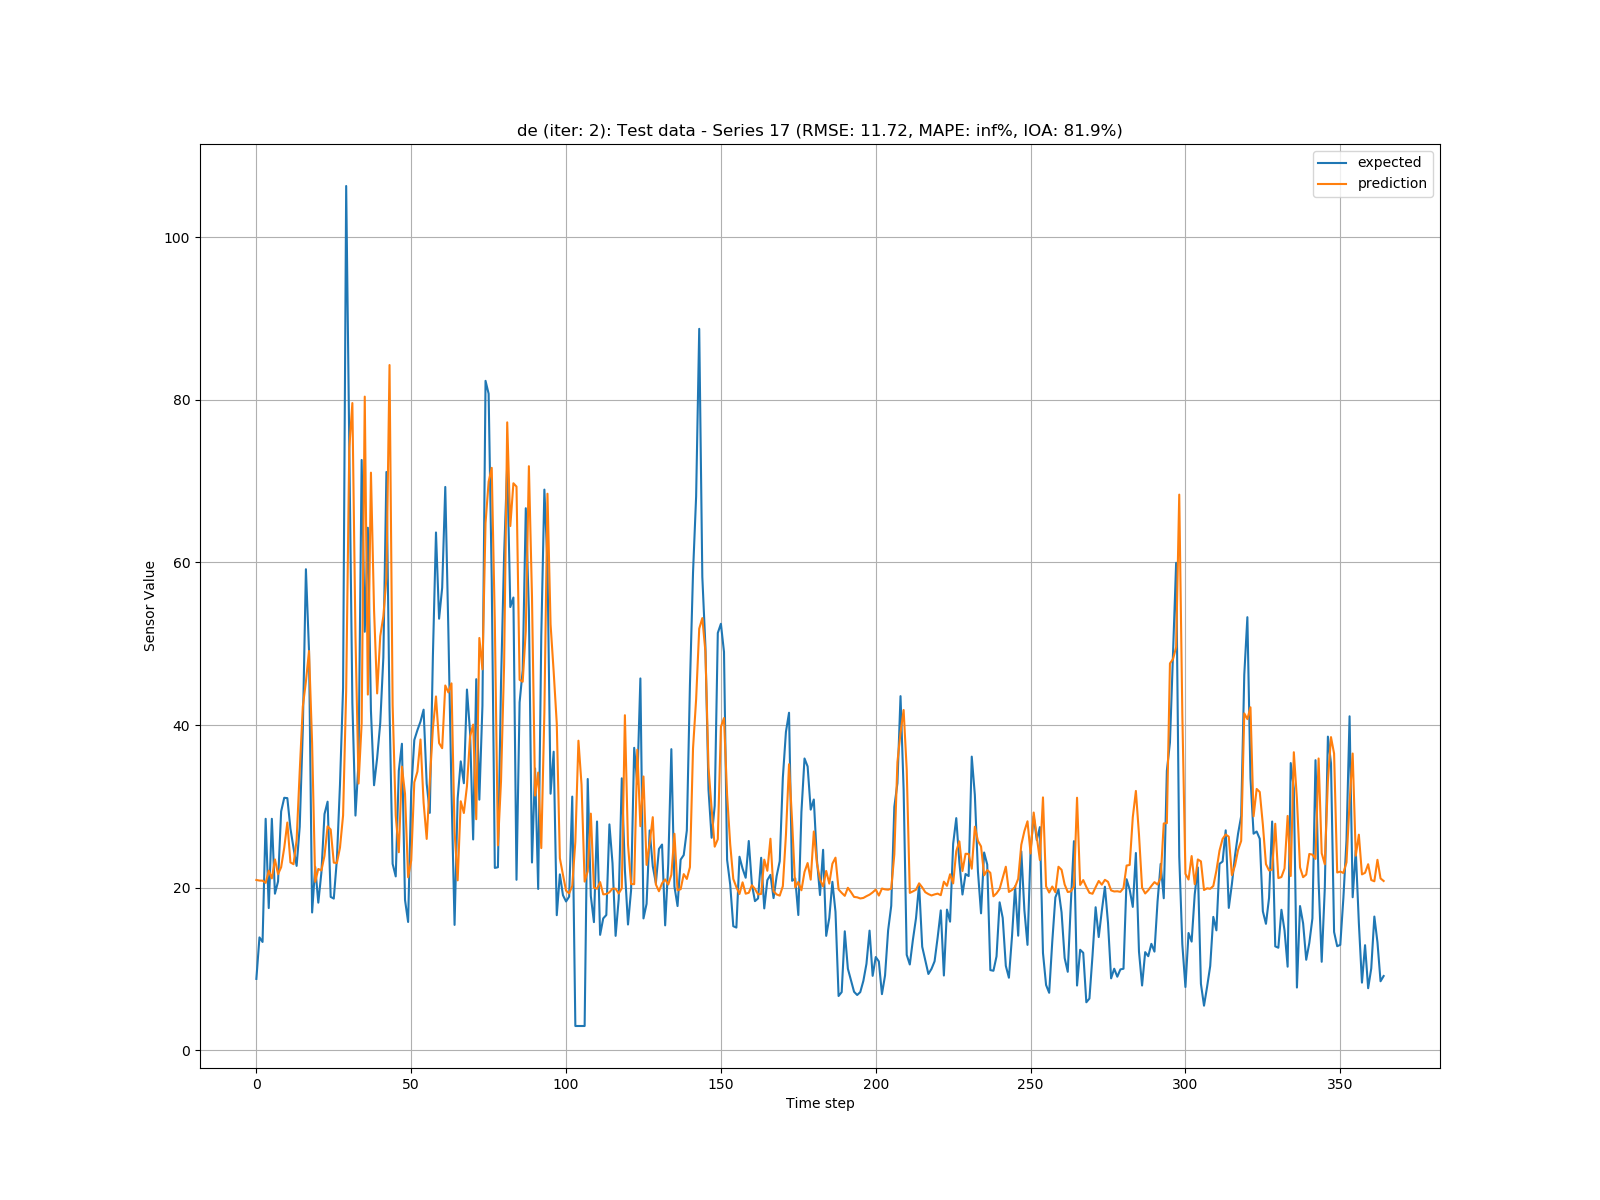 de (iter: 2): Test data - Series 17 (RMSE: 11.72, MAPE: inf%, IOA: 81.9%)
expected
prediction
100
80
60
40
20
0
Sensor Value
0 50 100 150 200 250 300 350
Time step